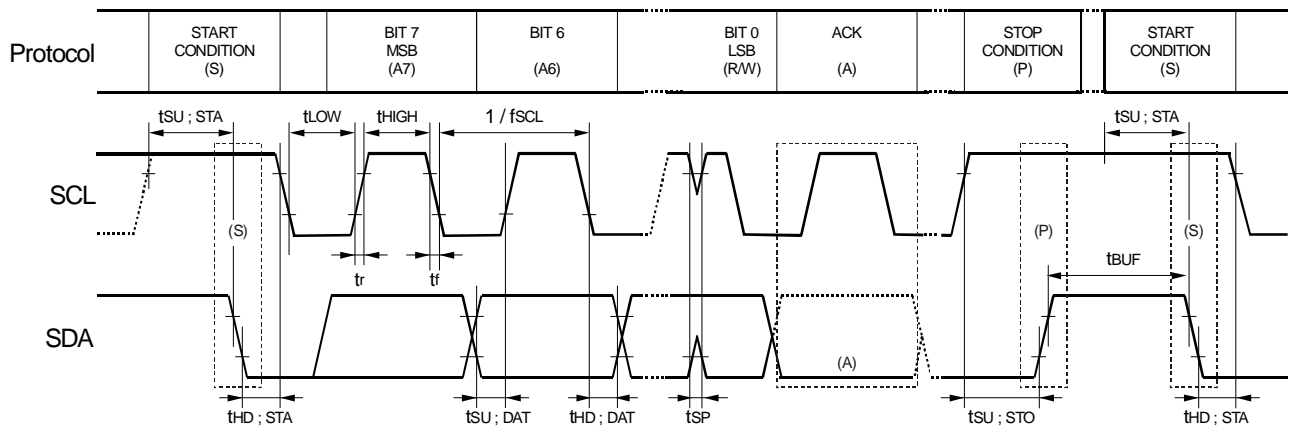 Protocol
START
CONDITION
(S)
BIT 7
MSB
(A7)
BIT 6
(A6)
BIT 0
LSB
(R/W)
ACK
(A)
STOP
CONDITION
(P)
START
CONDITION
(S)
tSU ; STA
tLOW
tHIGH
1 / fSCL
tSU ; STA
SCL
(S)
(P)
(S)
tr
tf
tBUF
SDA
(A)
tHD ; STA
tSU ; DAT
tHD ; DAT
tSP
tSU ; STO
tHD ; STA